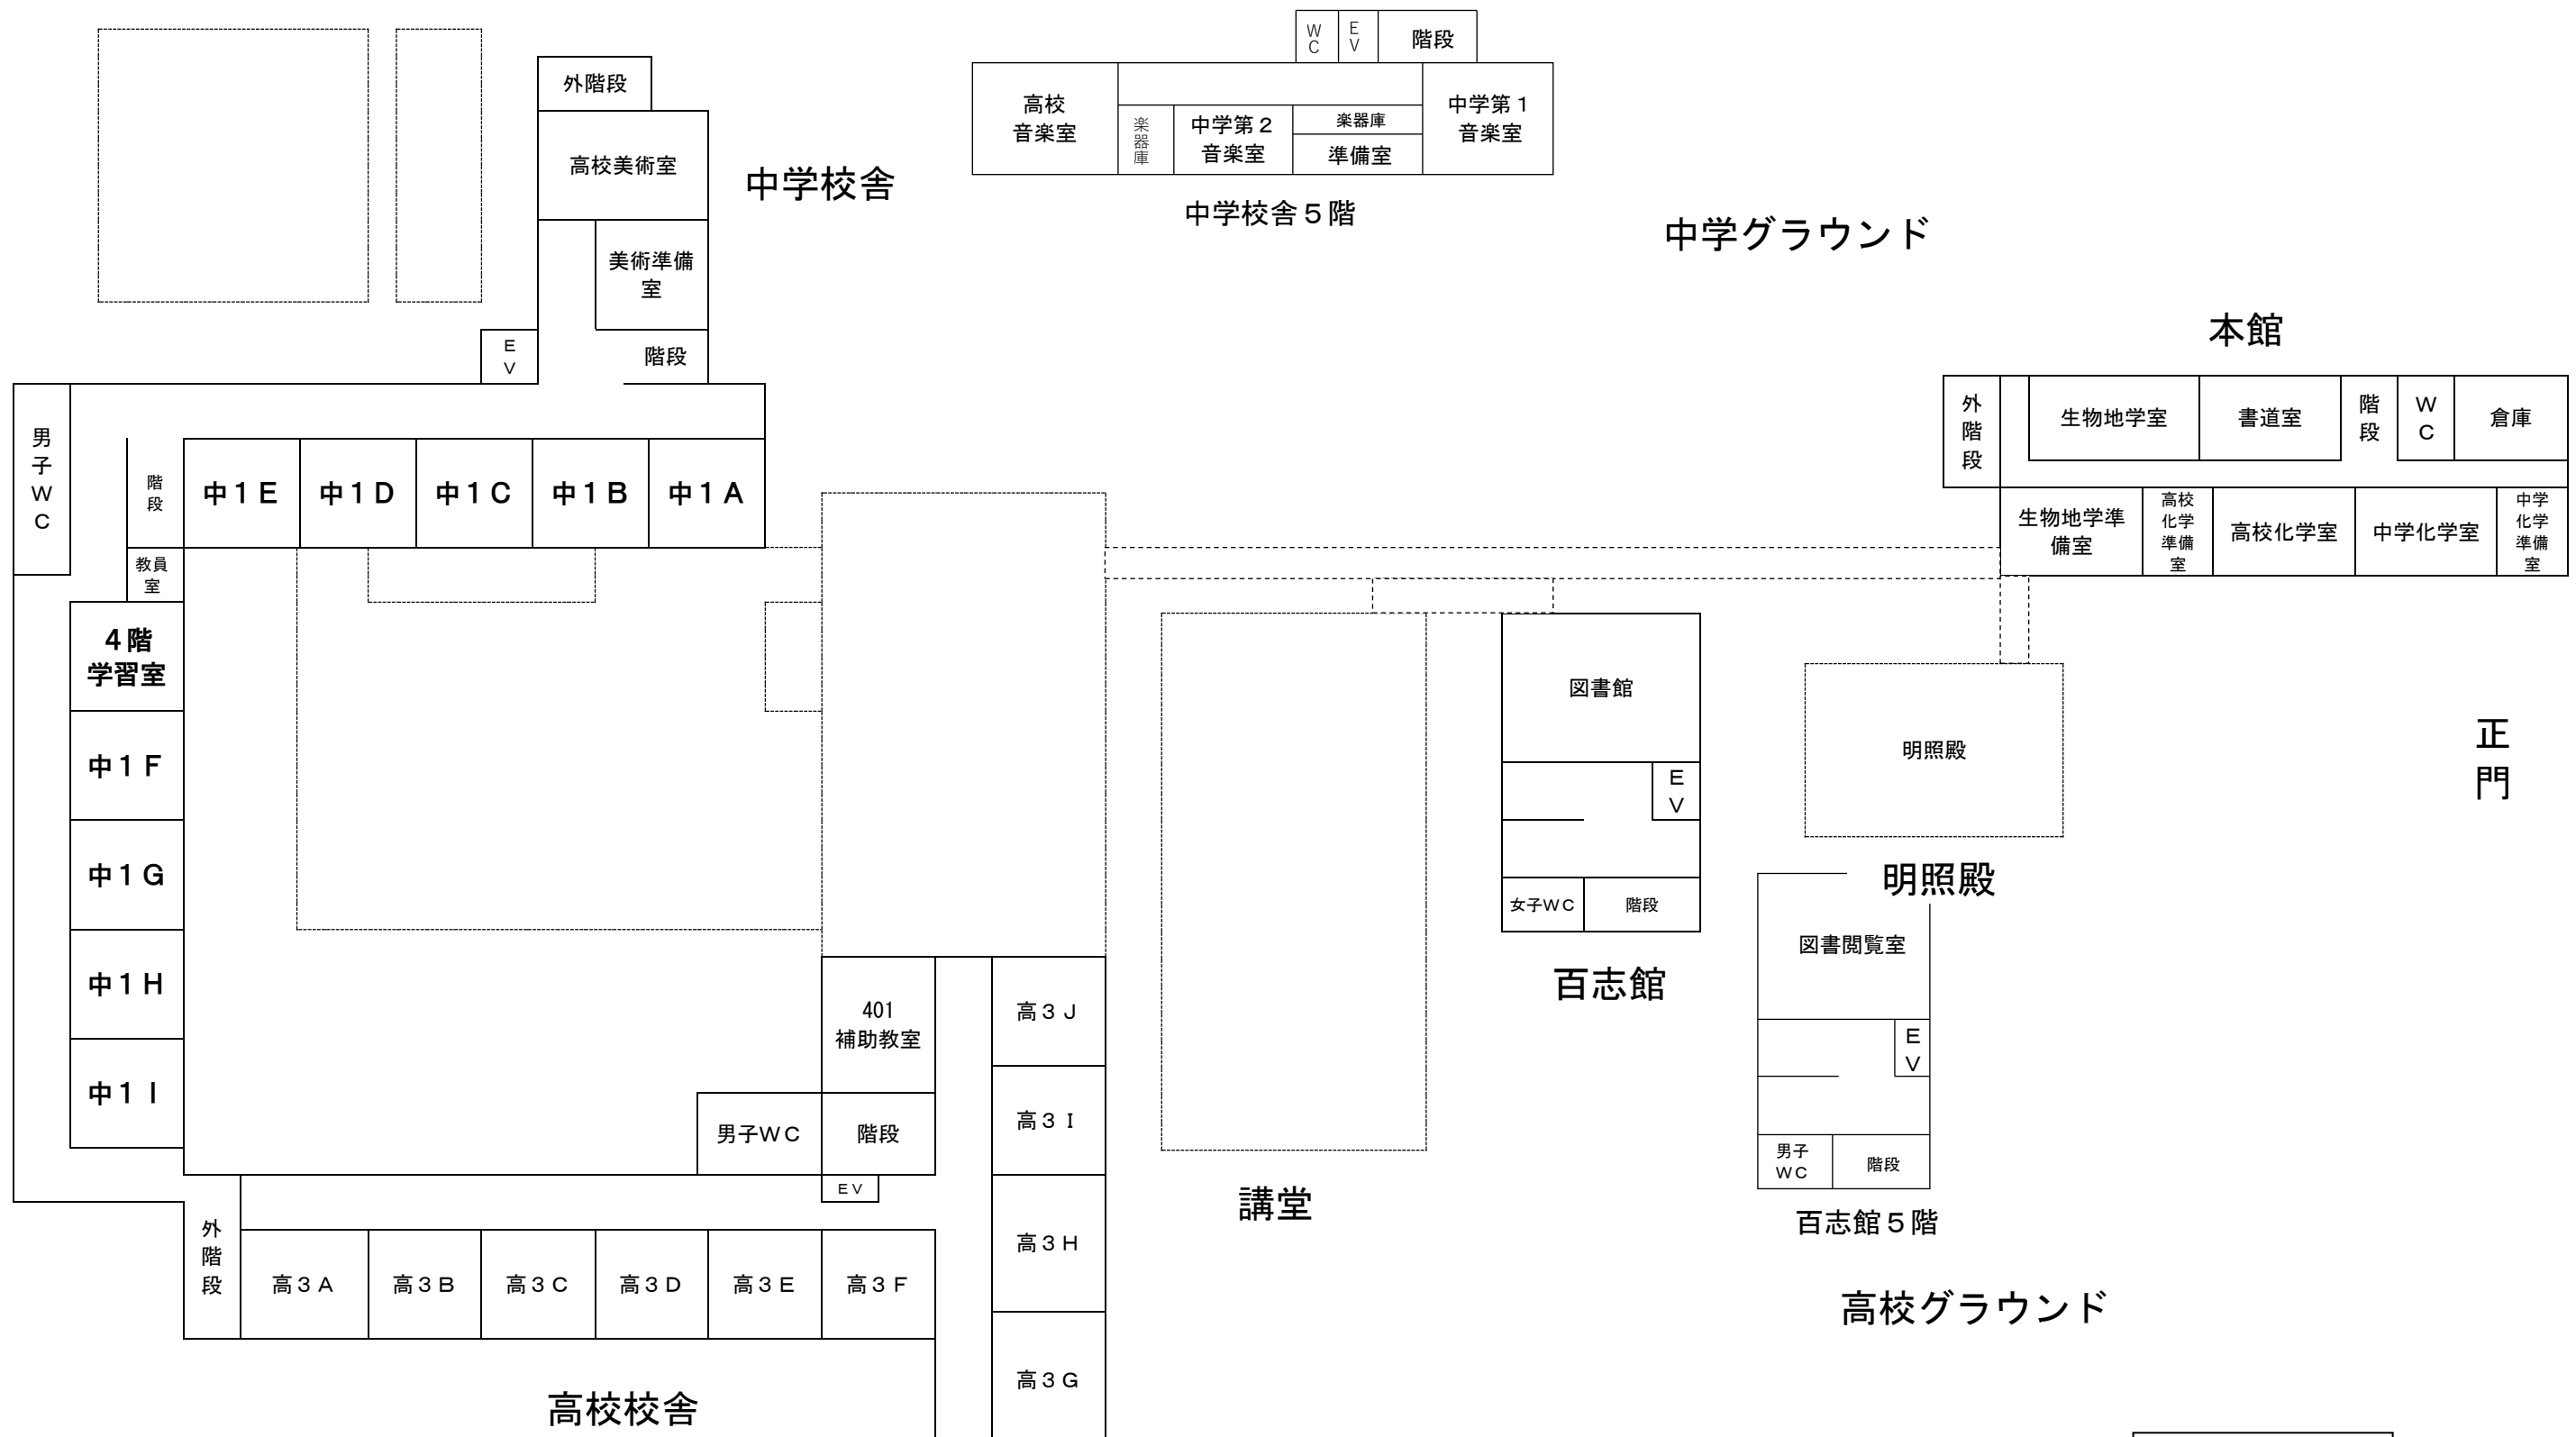 WC
EV
階段
外階段
高校
音楽室
楽器庫
中学第２
音楽室
楽器庫
準備室
中学第１
音楽室
高校美術室
中学校舎
中学校舎５階
中学グラウンド
美術準備
室
EV
階段
本館
外階段
生物地学室
書道室
階段
WC
倉庫
男子WC
階段
中１E
中１D
中１C
中１B
中１A
生物地学準
備室
高校
化学
準備
室
高校化学室
中学化学室
中学
化学
準備
室
教員
室
４階
学習室
図書館
中１F
明照殿
正門
EV
中１G
明照殿
女子WC
階段
図書閲覧室
中１H
百志館
401
補助教室
高３J
EV
中１I
男子WC
階段
高３I
男子
WC
階段
EV
講堂
百志館５階
外階段
高３H
高３A
高３B
高３C
高３D
高３E
高３F
高校グラウンド
高３G
高校校舎